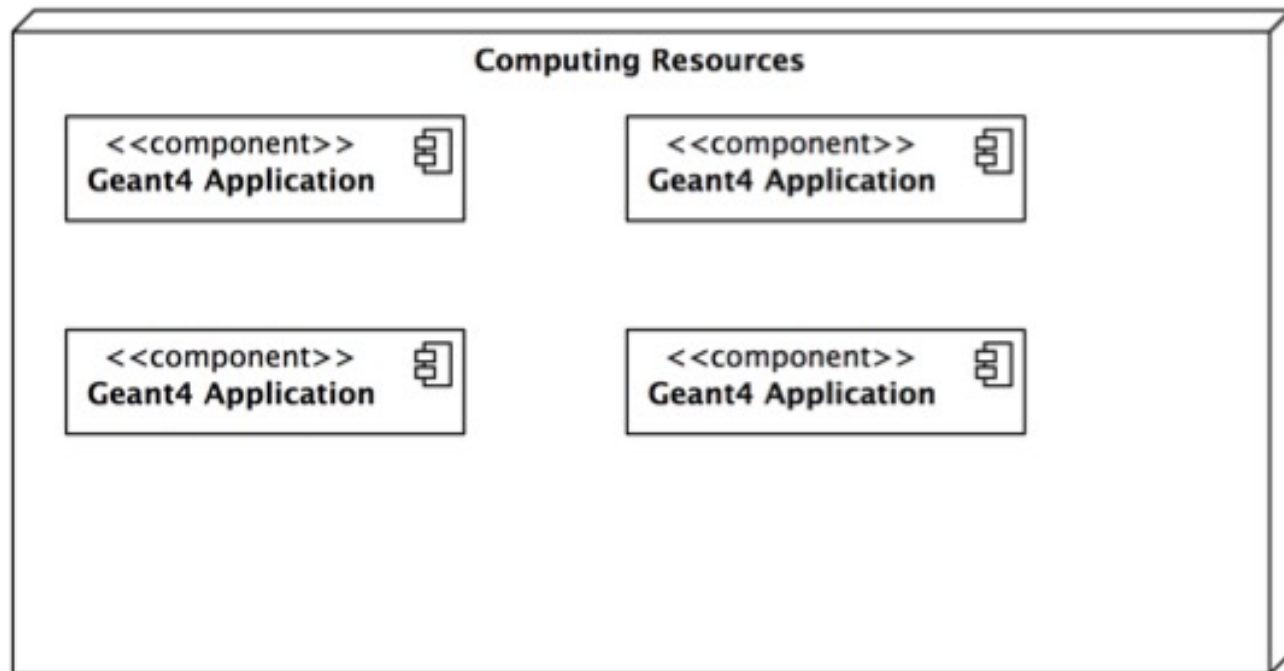 Computing Resources
<<component>>
Geant4 Application
<<component>>
Geant4 Application
<<component>>
Geant4 Application
<<component>>
Geant4 Application